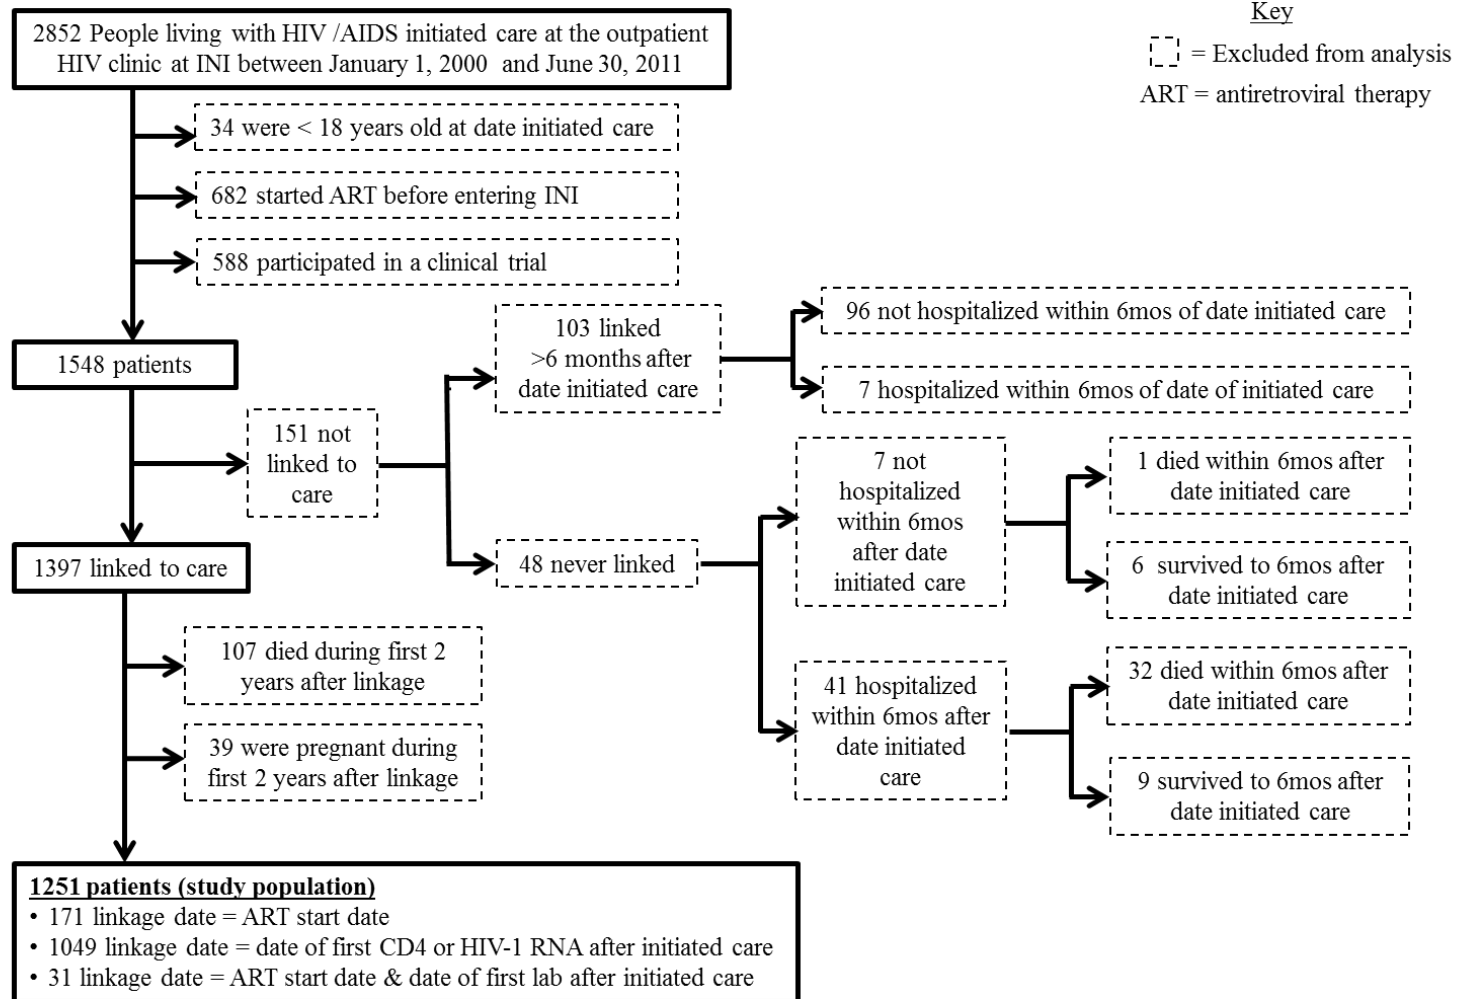 2852 People living with HIV /AIDS initiated care at the outpatient
HIV clinic at INI between January 1, 2000 and June 30, 2011
Key
= Excluded from analysis
ART = antiretroviral therapy
34 were < 18 years old at date initiated care
682 started ART before entering INI
588 participated in a clinical trial
1548 patients
151 not
linked to
care
103 linked
>6 months after
date initiated care
96 not hospitalized within 6mos of date initiated care
7 hospitalized within 6mos of date of initiated care
48 never linked
7 not
hospitalized
within 6mos
after date
initiated care
1 died within 6mos after
date initiated care
6 survived to 6mos after
date initiated care
41 hospitalized
within 6mos after
date initiated
care
32 died within 6mos after
date initiated care
9 survived to 6mos after
date initiated care
1397 linked to care
107 died during first 2
years after linkage
39 were pregnant during
first 2 years after linkage
1251 patients (study population)
• 171 linkage date = ART start date
• 1049 linkage date = date of first CD4 or HIV-1 RNA after initiated care
• 31 linkage date = ART start date & date of first lab after initiated care